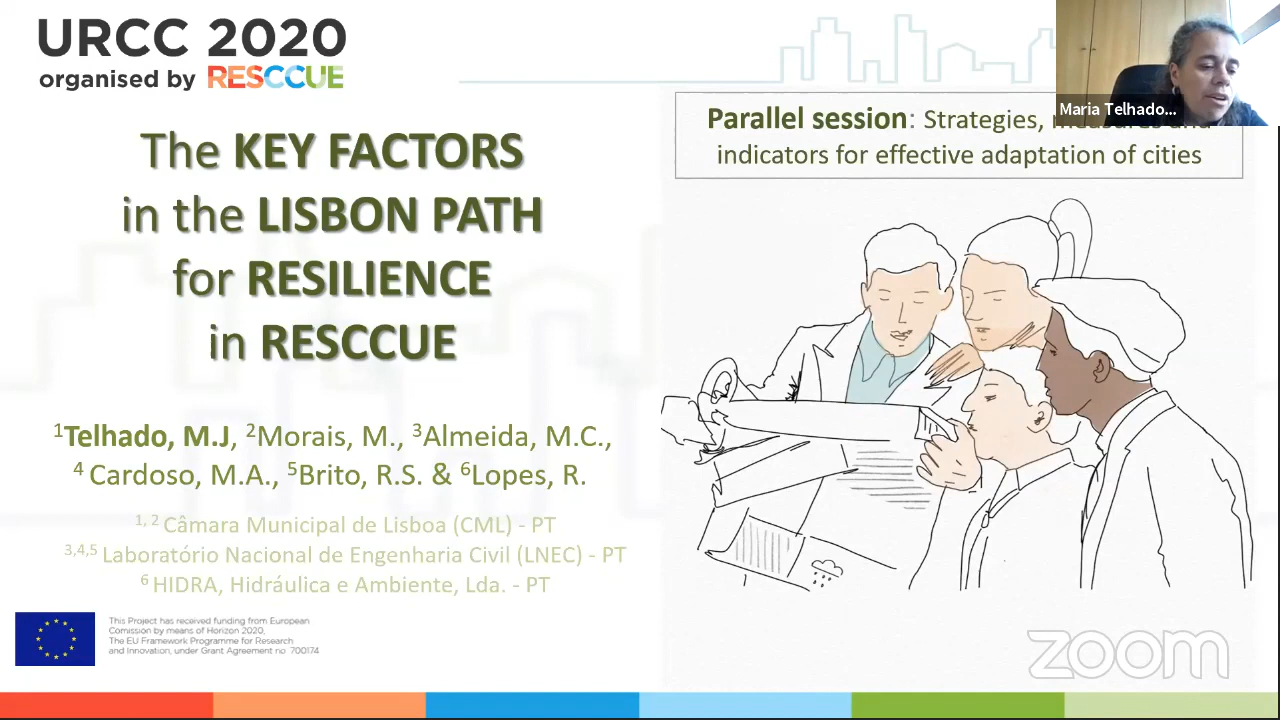 URCC 2020
organised by RESCCUE
The KEY FACTORS
in the LISBON PATH
for RESILIENCE
in RESCCUE
¹Telhado, M.J, ²Morais, M., ³Almeida, M.C.,
⁴ Cardoso, M.A., ⁵Brito, R.S. & ⁶Lopes, R.
¹, ² Câmara Municipal de Lisboa (CML) - PT
³,⁴,⁵ Laboratório Nacional de Engenharia Civil (LNEC) - PT
⁶ HIDRA, Hidráulica e Ambiente, Lda. - PT
This Project has received funding from European
Comission by means of Horizon 2020,
The EU Framework Programme for Research
and Innovation, under Grant Agreement no 700174
Maria Telhado...
Parallel session: Strategies, measures and
indicators for effective adaptation of cities
zoom